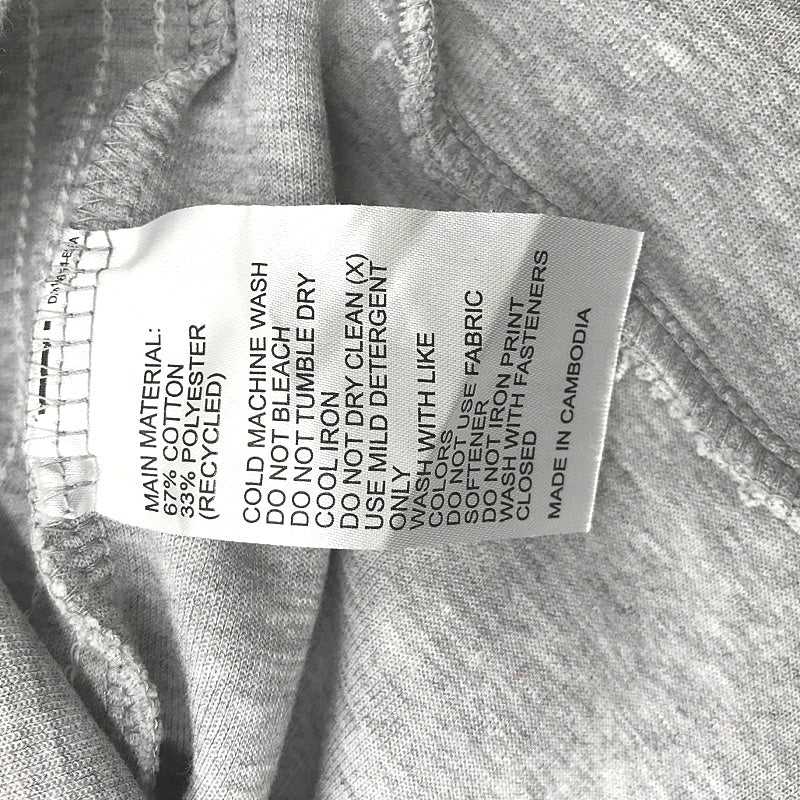 MAIN MATERIAL:
67% COTTON
33% POLYESTER
(RECYCLED)
COLD MACHINE WASH
DO NOT BLEACH
DO NOT TUMBLE DRY
COOL IRON
DO NOT DRY CLEAN (X)
USE MILD DETERGENT
ONLY
WASH WITH LIKE
COLORS
DO NOT USE FABRIC
SOFTENER
DO NOT IRON PRINT
WASH WITH FASTENERS
CLOSED
MADE IN CAMBODIA